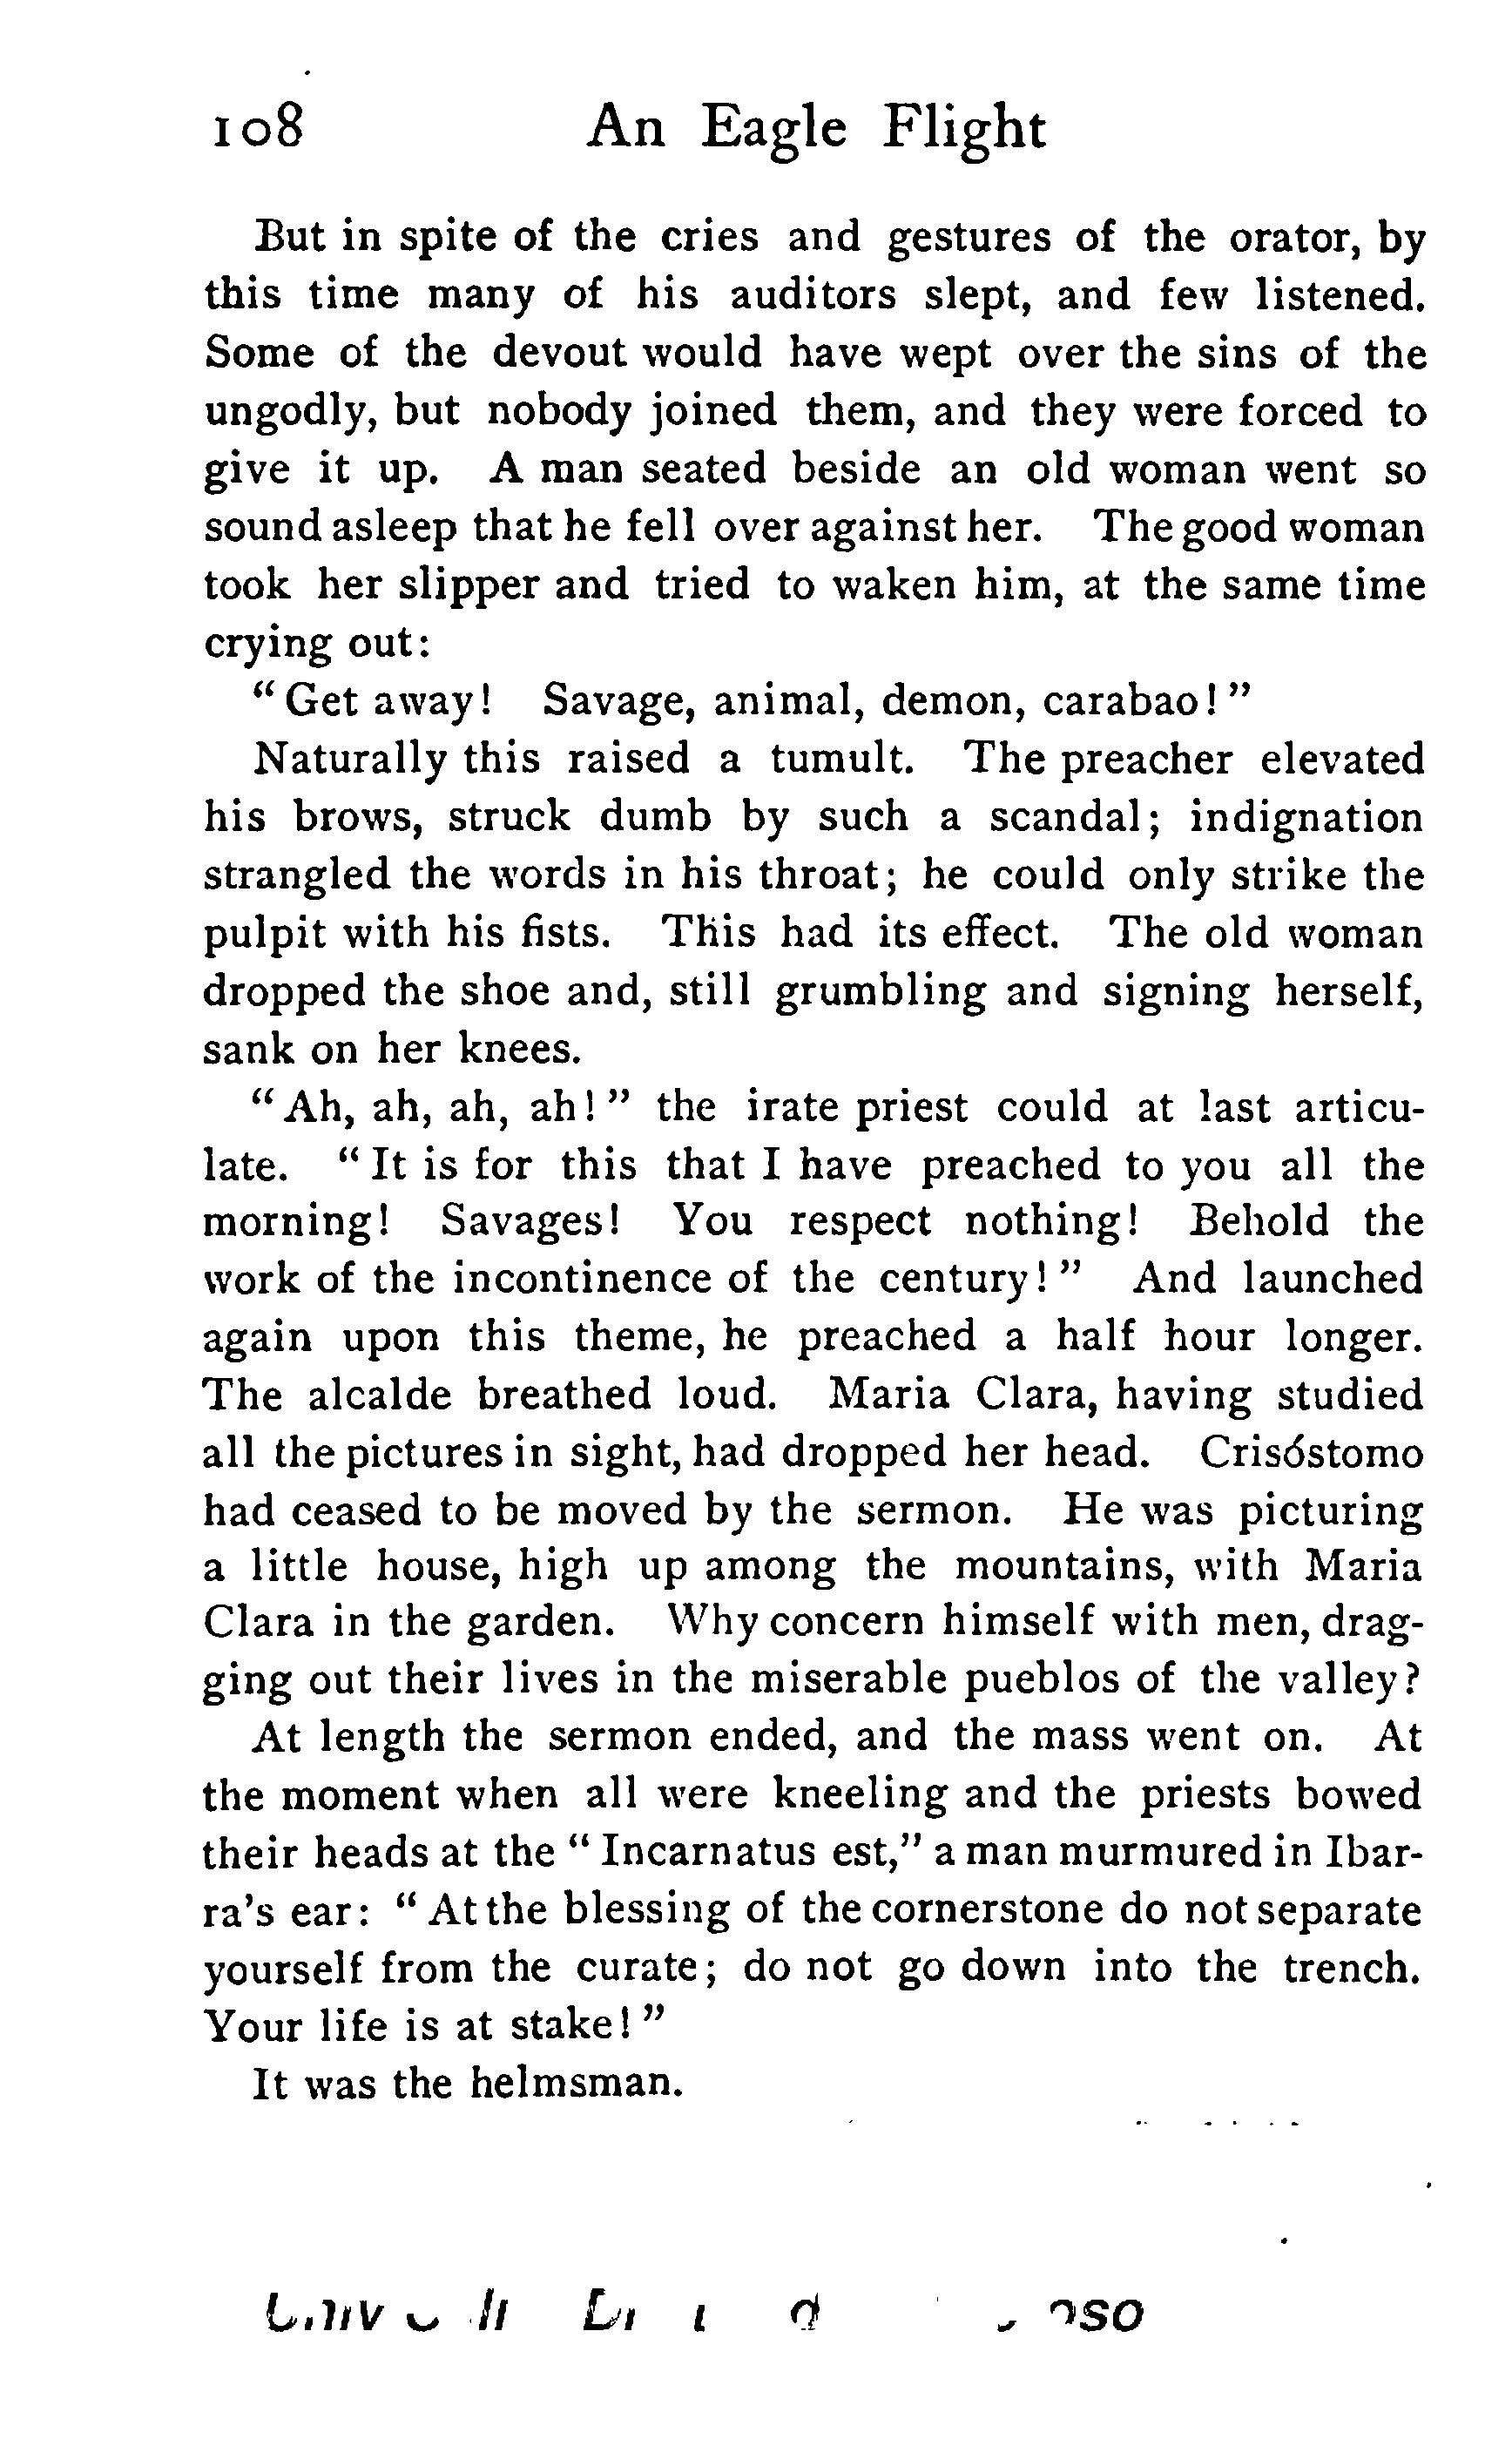 108 An Eagle Flight
But in spite of the cries and gestures of the orator, by
this time many of his auditors slept, and few listened.
Some of the devout would have wept over the sins of the
ungodly, but nobody joined them, and they were forced to
give it up. A man seated beside an old woman went so
sound asleep that he fell over against her. The good woman
took her slipper and tried to waken him, at the same time
crying out:
"Get away! Savage, animal, demon, carabao!"
Naturally this raised a tumult. The preacher elevated
his brows, struck dumb by such a scandal; indignation
strangled the words in his throat; he could only strike the
pulpit with his fists. This had its effect. The old woman
dropped the shoe and, still grumbling and signing herself,
sank on her knees.
"Ah, ah, ah, ah!" the irate priest could at last articu-
late. "It is for this that I have preached to you all the
morning! Savages! You respect nothing! Behold the
work of the incontinence of the century!" And launched
again upon this theme, he preached a half hour longer.
The alcalde breathed loud. Maria Clara, having studied
all the pictures in sight, had dropped her head. Crisóstomo
had ceased to be moved by the sermon. He was picturing
a little house, high up among the mountains, with Maria
Clara in the garden. Why concern himself with men, drag-
ging out their lives in the miserable pueblos of the valley?
At length the sermon ended, and the mass went on. At
the moment when all were kneeling and the priests bowed
their heads at the "Incarnatus est," a man murmured in Ibar-
ra's ear: "At the blessing of the cornerstone do not separate
yourself from the curate; do not go down into the trench.
Your life is at stake!"
It was the helmsman.